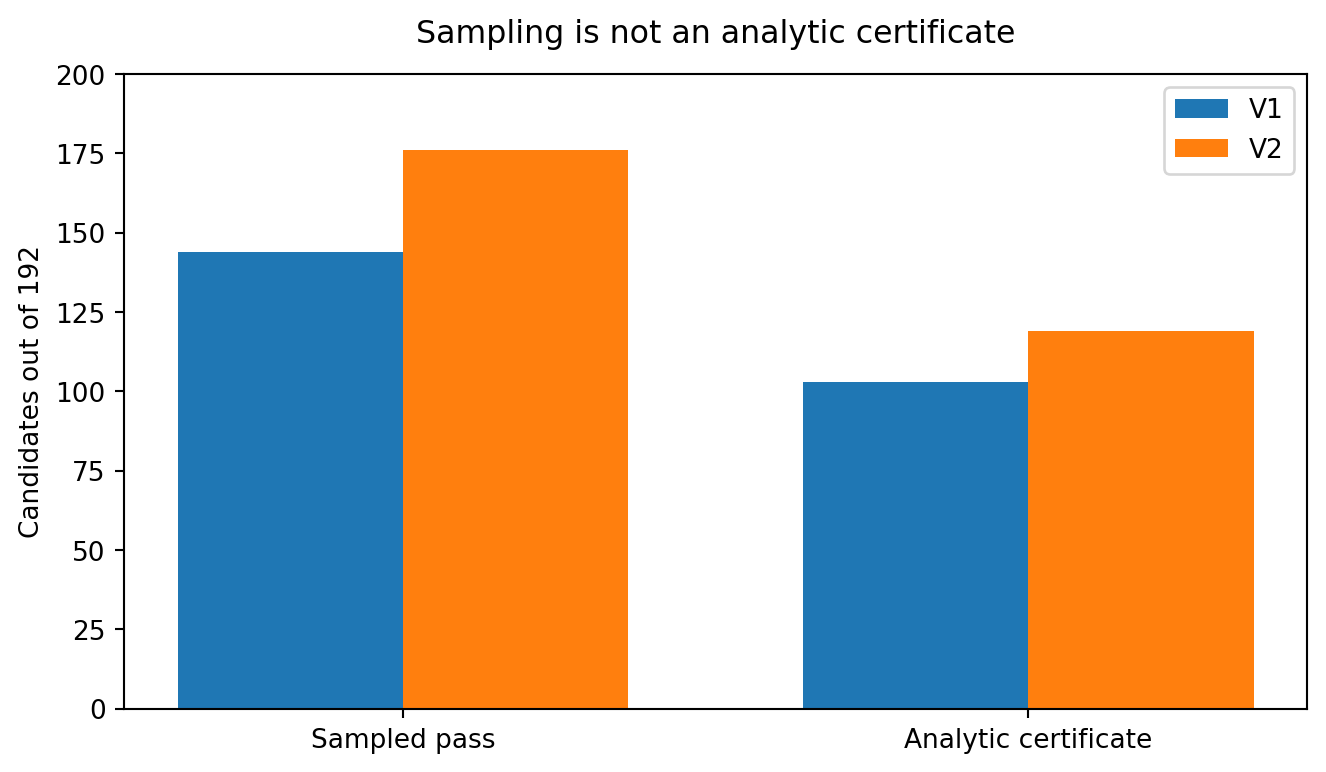 Sampling is not an analytic certificate
V1
V2
Candidates out of 192
200
175
150
125
100
75
50
25
0
Sampled pass
Analytic certificate